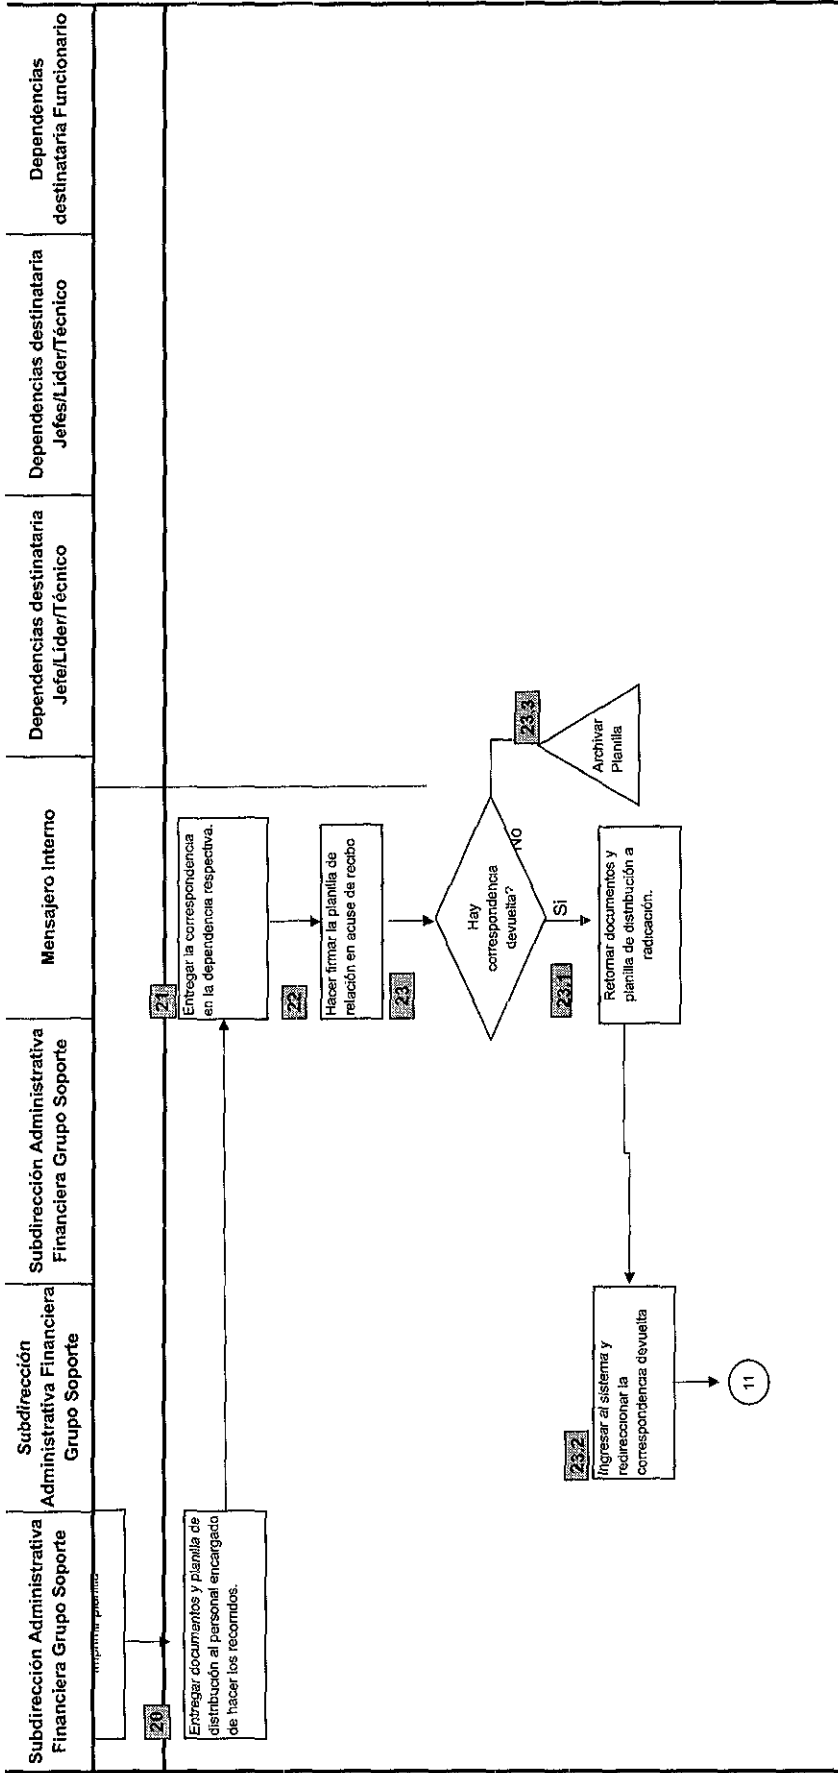 Subdirección Administrativa
Financiera Grupo Soporte
Subdirección
Administrativa Financiera
Grupo Soporte
Subdirección Administrativa
Financiera Grupo Soporte
Mensajero Interno
Dependencias destinataria
Jefe/Líder/Técnico
Dependencias destinataria
Jefes/Líder/Técnico
Dependencias
destinataria Funcionario
20
Entregar documentos y planilla de
distribución al personal encargado
de hacer los recorridos.
21
Entregar la correspondencia
en la dependencia respectiva.
22
Hacer firmar la planilla de
relación en acuse de recibo
23
Hay
correspondencia
devuelta?
No
23.3
Archivar
Planilla
Si
23.1
Retornar documentos y
planilla de distribución a
radicación.
23.2
Ingresar al sistema y
redireccionar la
correspondencia devuelta
11